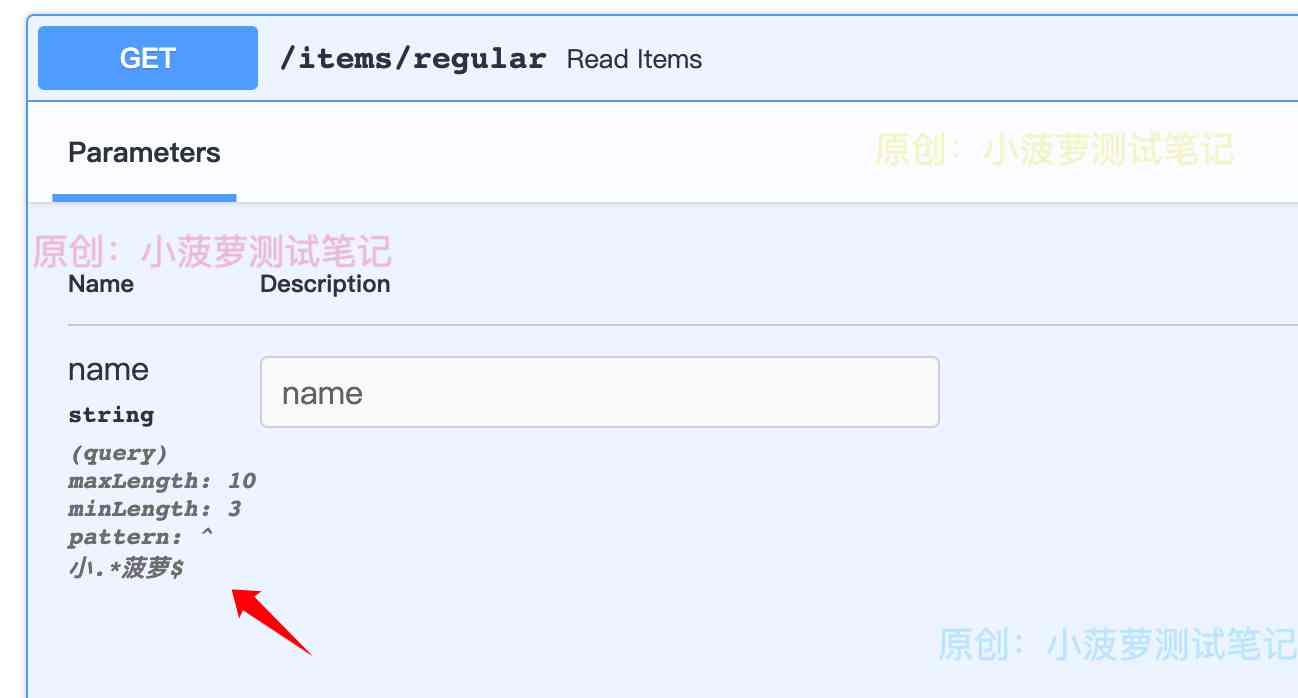 GET /items/regular Read Items
Parameters
原创：小菠萝测试笔记
原创：小菠萝测试笔记
Name Description
name name
string
(query)
maxLength: 10
minLength: 3
pattern: ^
小.*菠萝$
原创：小菠萝测试笔记